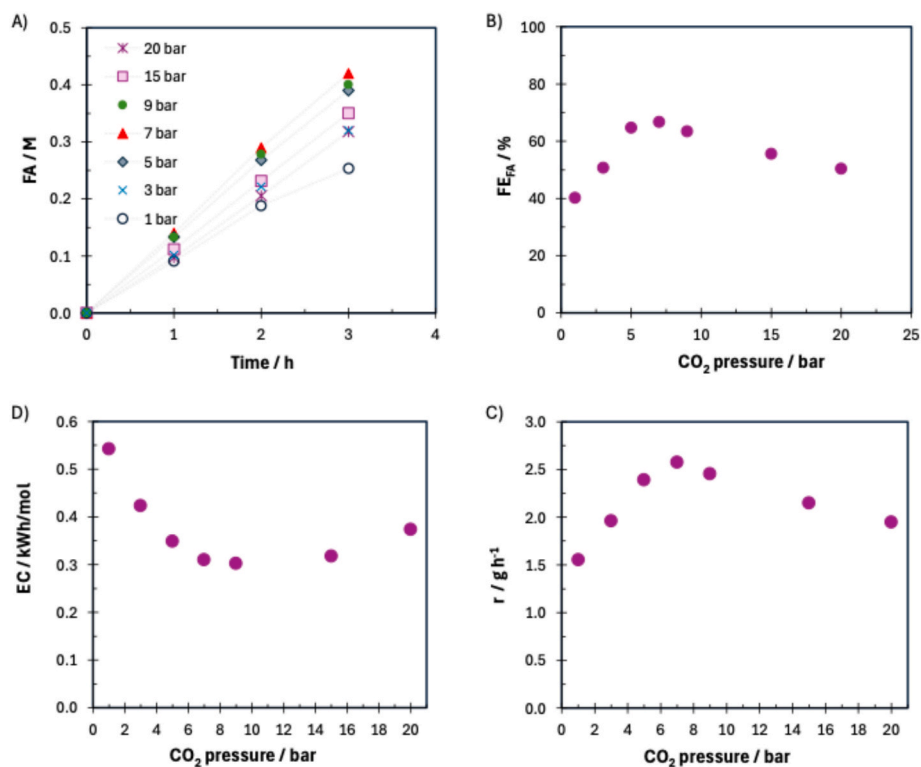 A)
FA / M
0.5
0.4
0.3
0.2
0.1
0.0
20 bar
15 bar
9 bar
7 bar
5 bar
3 bar
1 bar
0 1 2 3 4
Time / h
B)
FE_FA / %
100
80
60
40
20
0
0 5 10 15 20 25
CO₂ pressure / bar
D)
EC / kWh/mol
0.6
0.5
0.4
0.3
0.2
0.1
0.0
0 2 4 6 8 10 12 14 16 18 20
CO₂ pressure / bar
C)
r / g h⁻¹
3.0
2.5
2.0
1.5
1.0
0.5
0.0
0 2 4 6 8 10 12 14 16 18 20
CO₂ pressure / bar